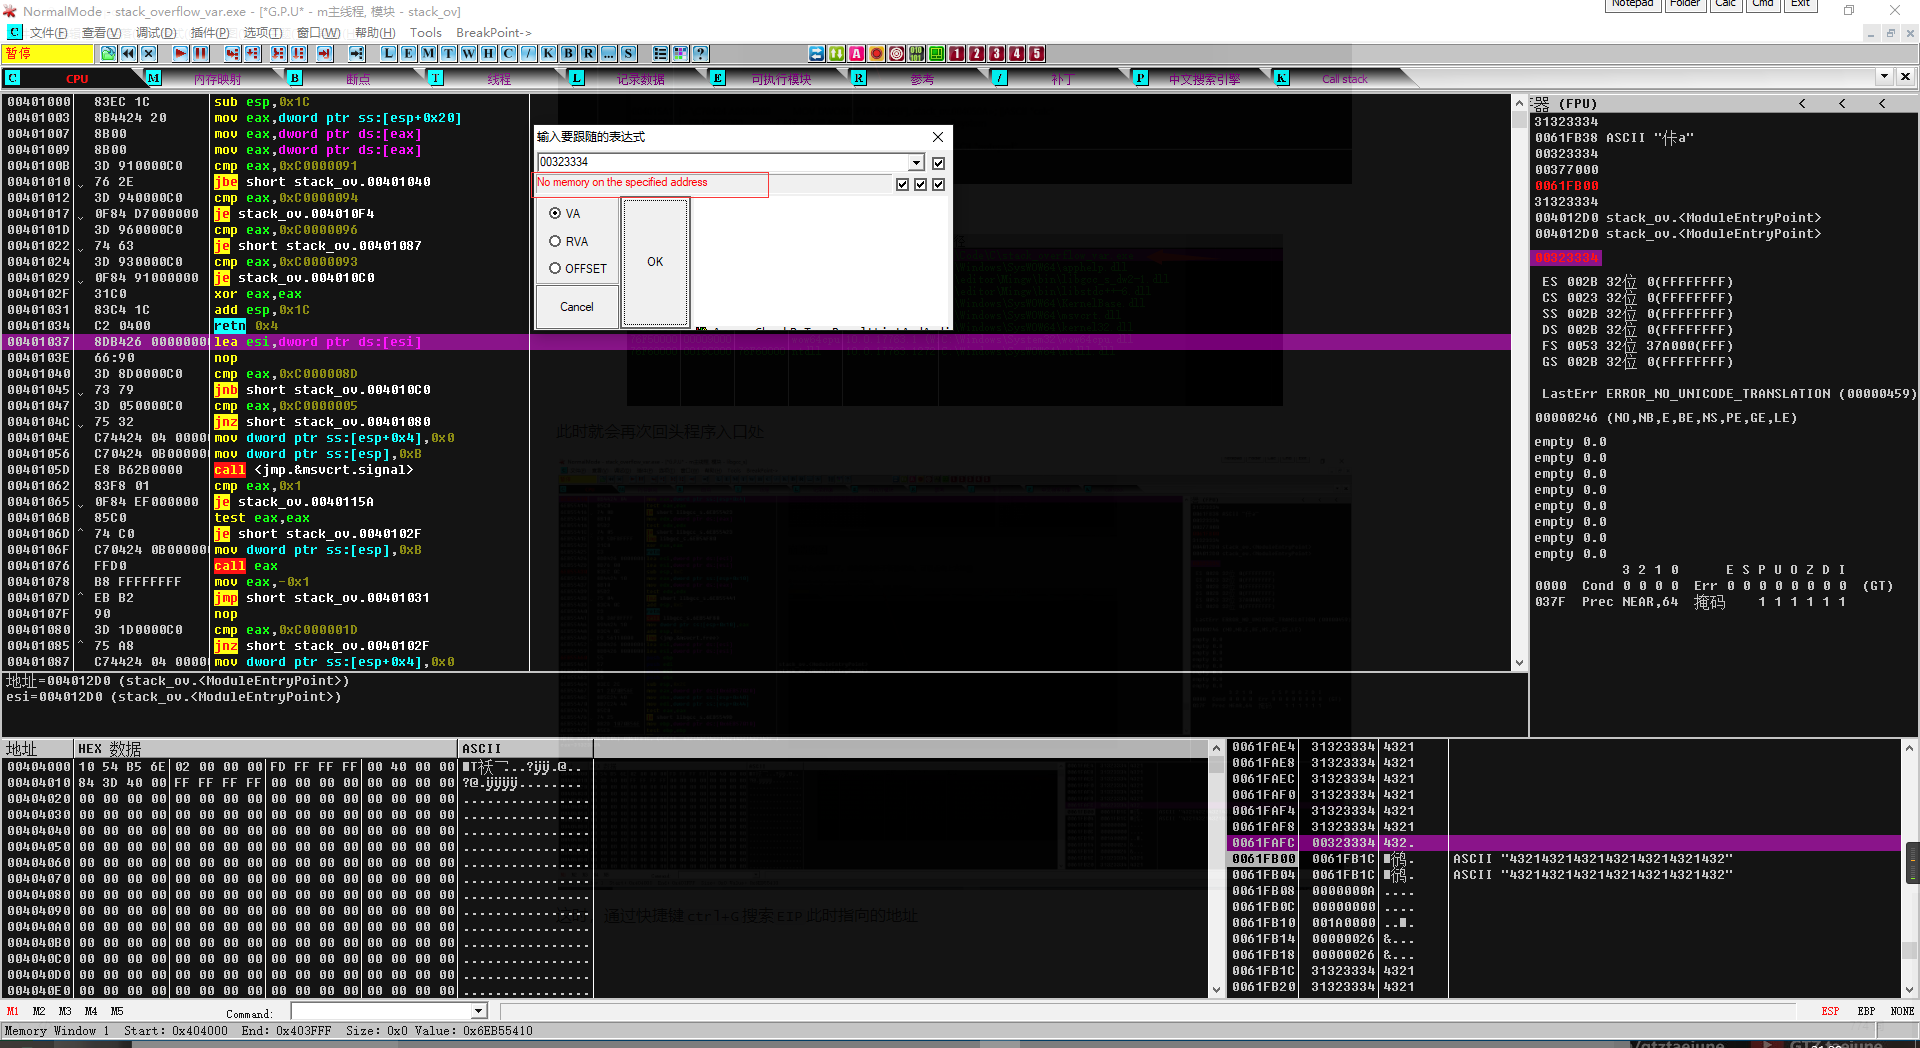 NormalMode - stack_overflow_var.exe - [*G.P.U* - m主线程, 模块 - stack_ov]
Notepad Folder Calc Cmd Exit
C 文件(F) 查看(V) 调试(D) 插件(P) 选项(T) 窗口(W) 帮助(H) Tools BreakPoint->
暂停 L E M T W H C / K B R ... S ? 1 2 3 4 5
C CPU M 内存映射 B 断点 T 线程 L 记录数据 E 可执行模块 R 参考 / 补丁 P 中文搜索引擎 K Call stack
00401000 83EC 1C sub esp,0x1C
00401003 8B4424 20 mov eax,dword ptr ss:[esp+0x20]
00401007 8B00 mov eax,dword ptr ds:[eax]
00401009 8B00 mov eax,dword ptr ds:[eax]
0040100B 3D 910000C0 cmp eax,0xC0000091
00401010 76 2E jbe short stack_ov.00401040
00401012 3D 940000C0 cmp eax,0xC0000094
00401017 0F84 D7000000 je stack_ov.004010F4
0040101D 3D 960000C0 cmp eax,0xC0000096
00401022 74 63 je short stack_ov.00401087
00401024 3D 930000C0 cmp eax,0xC0000093
00401029 0F84 91000000 je stack_ov.004010C0
0040102F 31C0 xor eax,eax
00401031 83C4 1C add esp,0x1C
00401034 C2 0400 retn 0x4
00401037 8DB426 0000000 lea esi,dword ptr ds:[esi]
0040103E 66:90 nop
00401040 3D 8D0000C0 cmp eax,0xC000008D
00401045 73 79 jnb short stack_ov.004010C0
00401047 3D 050000C0 cmp eax,0xC0000005
0040104C 75 32 jnz short stack_ov.00401080
0040104E C74424 04 0000 mov dword ptr ss:[esp+0x4],0x0
00401056 C70424 0B00000 mov dword ptr ss:[esp],0xB
0040105D E8 B62B0000 call <jmp.&msvcrt.signal>
00401062 83F8 01 cmp eax,0x1
00401065 0F84 EF000000 je stack_ov.0040115A
0040106B 85C0 test eax,eax
0040106D 74 C0 je short stack_ov.0040102F
0040106F C70424 0B00000 mov dword ptr ss:[esp],0xB
00401076 FFD0 call eax
00401078 B8 FFFFFFFF mov eax,-0x1
0040107D EB B2 jmp short stack_ov.00401031
0040107F 90 nop
00401080 3D 1D0000C0 cmp eax,0xC000001D
00401085 75 A8 jnz short stack_ov.0040102F
00401087 C74424 04 0000 mov dword ptr ss:[esp+0x4],0x0
输入要跟随的表达式
00323334
No memory on the specified address
VA
RVA
OFFSET
OK
Cancel
此时就会再次回头程序入口处
这时，通过快捷键ctrl+G搜索EIP此时指向的地址
器 (FPU) < < <
31323334
0061FB38 ASCII "佧a"
00323334
00377000
0061FB00
31323334
004012D0 stack_ov.<ModuleEntryPoint>
004012D0 stack_ov.<ModuleEntryPoint>
00323334
ES 002B 32位 0(FFFFFFFF)
CS 0023 32位 0(FFFFFFFF)
SS 002B 32位 0(FFFFFFFF)
DS 002B 32位 0(FFFFFFFF)
FS 0053 32位 37A000(FFF)
GS 002B 32位 0(FFFFFFFF)
LastErr ERROR_NO_UNICODE_TRANSLATION (00000459)
00000246 (NO,NB,E,BE,NS,PE,GE,LE)
empty 0.0
empty 0.0
empty 0.0
empty 0.0
empty 0.0
empty 0.0
empty 0.0
empty 0.0
3 2 1 0 E S P U O Z D I
0000 Cond 0 0 0 0 Err 0 0 0 0 0 0 0 0 (GT)
037F Prec NEAR,64 掩码 1 1 1 1 1 1
地址=004012D0 (stack_ov.<ModuleEntryPoint>)
esi=004012D0 (stack_ov.<ModuleEntryPoint>)
地址 HEX 数据 ASCII
00404000 10 54 B5 6E 02 00 00 00 FD FF FF FF 00 40 00 00
00404010 84 3D 40 00 FF FF FF FF 00 00 00 00 00 00 00 00
00404020 00 00 00 00 00 00 00 00 00 00 00 00 00 00 00 00 ................
00404030 00 00 00 00 00 00 00 00 00 00 00 00 00 00 00 00 ................
00404040 00 00 00 00 00 00 00 00 00 00 00 00 00 00 00 00 ................
00404050 00 00 00 00 00 00 00 00 00 00 00 00 00 00 00 00 ................
00404060 00 00 00 00 00 00 00 00 00 00 00 00 00 00 00 00 ................
00404070 00 00 00 00 00 00 00 00 00 00 00 00 00 00 00 00 ................
00404080 00 00 00 00 00 00 00 00 00 00 00 00 00 00 00 00 ................
00404090 00 00 00 00 00 00 00 00 00 00 00 00 00 00 00 00 ................
004040A0 00 00 00 00 00 00 00 00 00 00 00 00 00 00 00 00 ................
004040B0 00 00 00 00 00 00 00 00 00 00 00 00 00 00 00 00 ................
004040C0 00 00 00 00 00 00 00 00 00 00 00 00 00 00 00 00 ................
004040D0 00 00 00 00 00 00 00 00 00 00 00 00 00 00 00 00 ................
004040E0 00 00 00 00 00 00 00 00 00 00 00 00 00 00 00 00 ................
0061FAE4 31323334 4321
0061FAE8 31323334 4321
0061FAEC 31323334 4321
0061FAF0 31323334 4321
0061FAF4 31323334 4321
0061FAF8 31323334 4321
0061FAFC 00323334 432.
0061FB00 0061FB1C ASCII "432143214321432143214321432"
0061FB04 0061FB1C ASCII "432143214321432143214321432"
0061FB08 0000000A ....
0061FB0C 00000000 ....
0061FB10 001A0000
0061FB14 00000026 &...
0061FB18 00000026 &...
0061FB1C 31323334 4321
0061FB20 31323334 4321
M1 M2 M3 M4 M5 Command: ESP EBP NONE
Memory Window 1 Start: 0x404000 End: 0x403FFF Size: 0x0 Value: 0x6EB55410